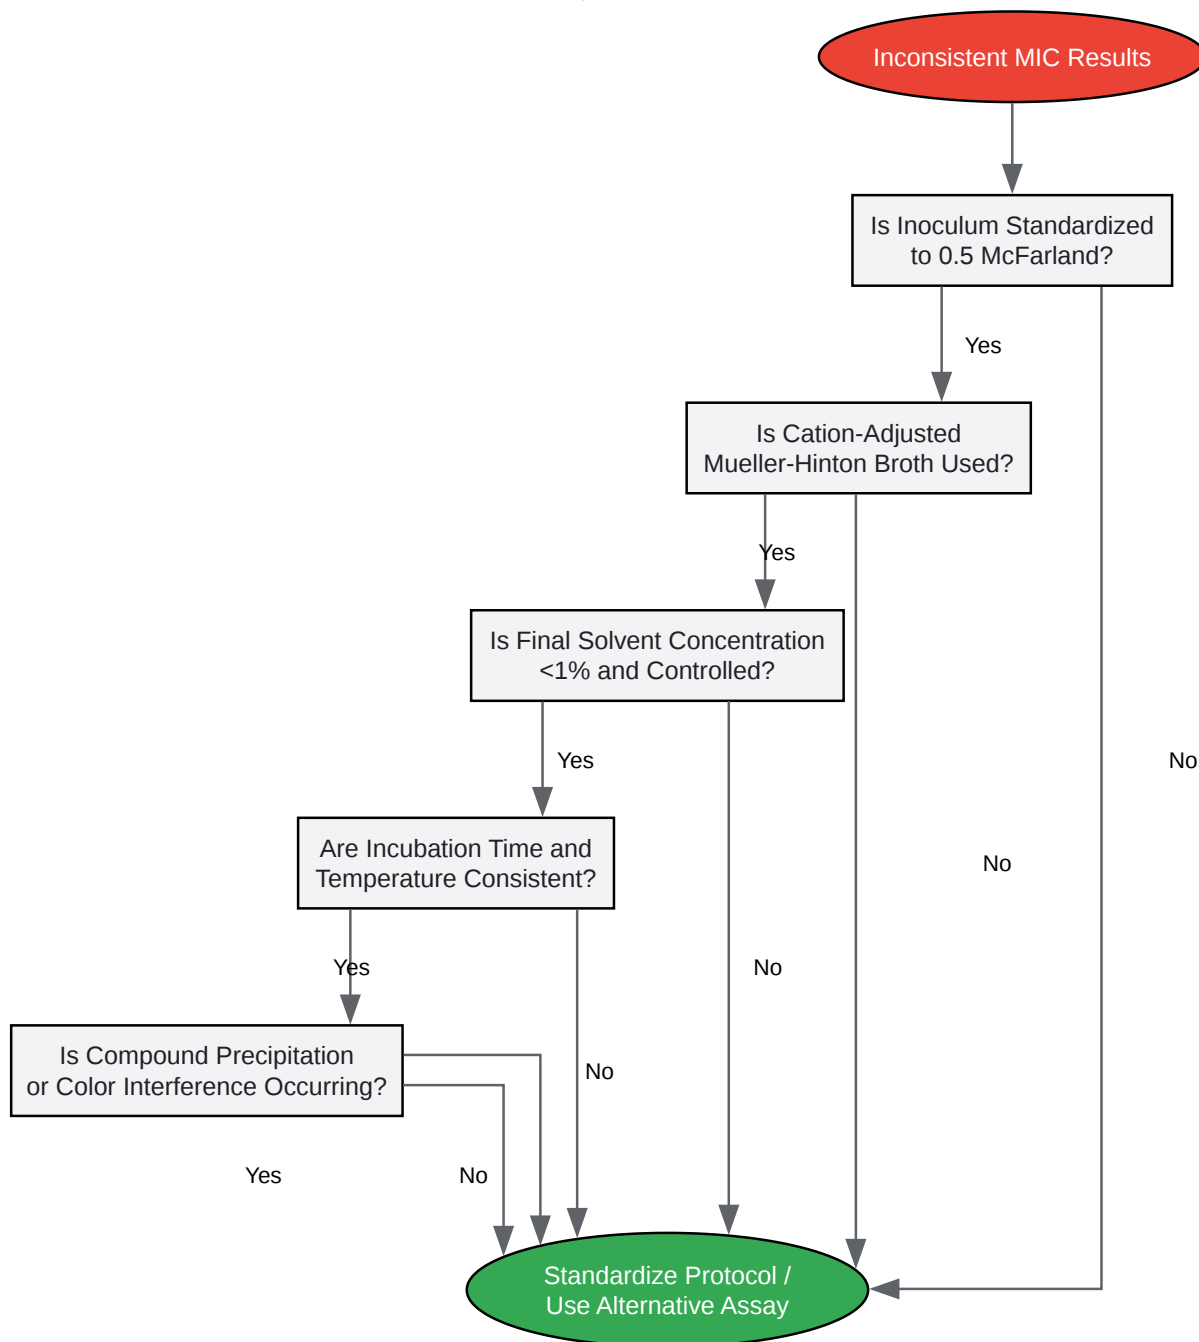 Inconsistent MIC Results
Is Inoculum Standardized
to 0.5 McFarland?
Yes
Is Cation-Adjusted
Mueller-Hinton Broth Used?
Yes
Is Final Solvent Concentration
<1% and Controlled?
Yes
No
Are Incubation Time and
Temperature Consistent?
No
Yes
No
Is Compound Precipitation
or Color Interference Occurring?
No
Yes
No
Standardize Protocol /
Use Alternative Assay